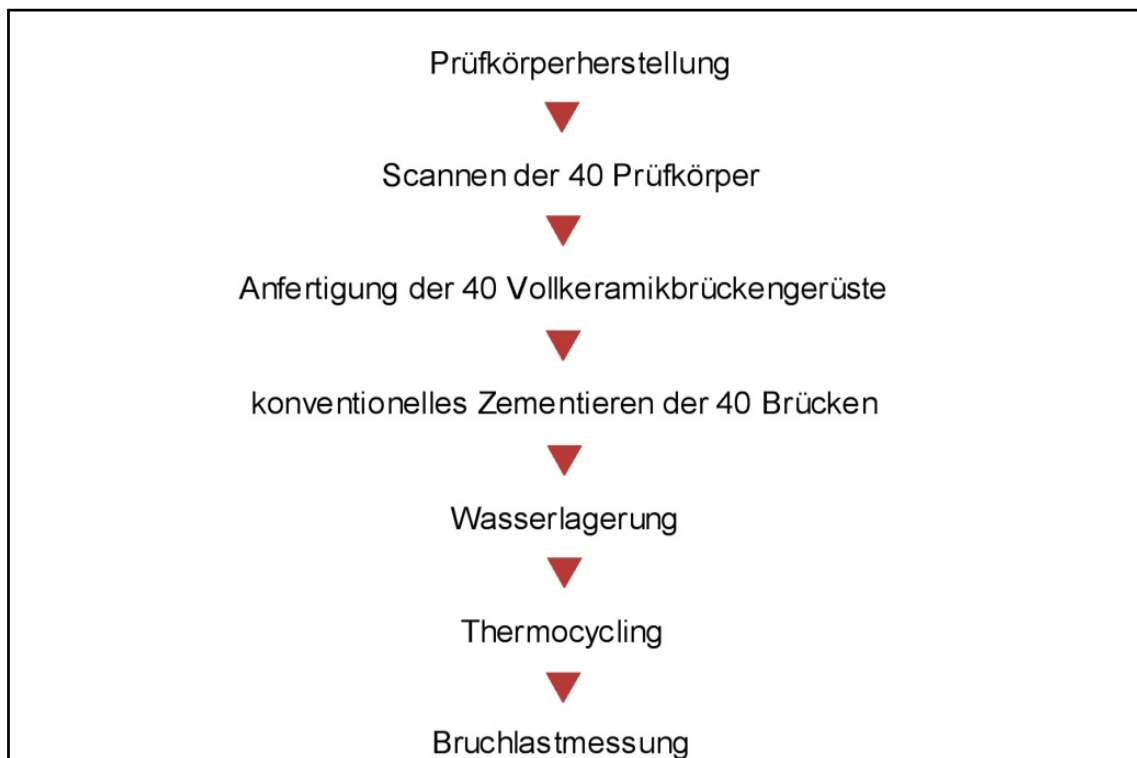 Prüfkörperherstellung
Scannen der 40 Prüfkörper
Anfertigung der 40 Vollkeramikbrückengerüste
konventionelles Zementieren der 40 Brücken
Wasserlagerung
Thermocycling
Bruchlastmessung